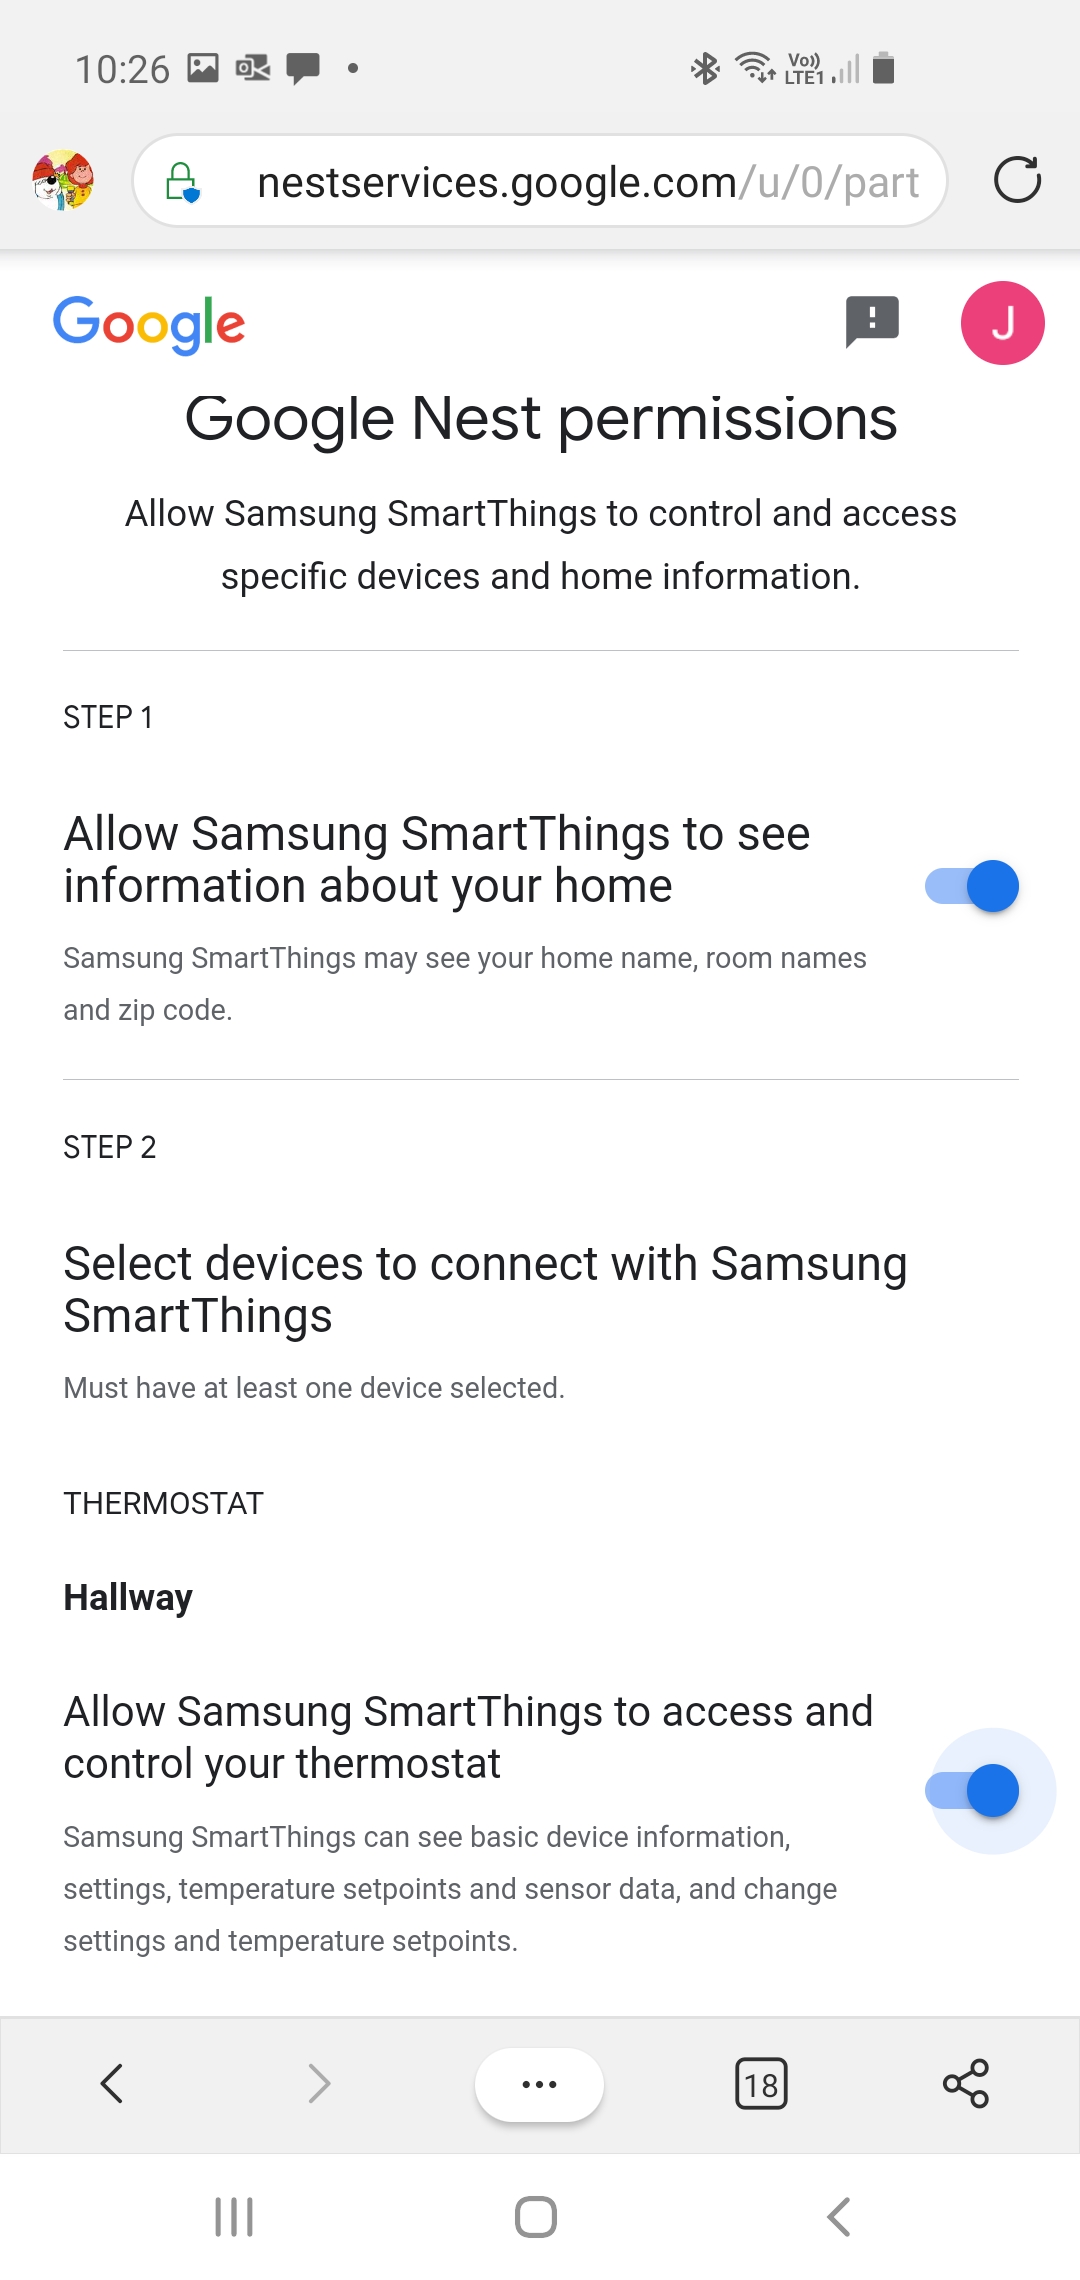 10:26
Vo))
LTE1
nestservices.google.com/u/0/part
Google
J
Google Nest permissions
Allow Samsung SmartThings to control and access
specific devices and home information.
STEP 1
Allow Samsung SmartThings to see
information about your home
Samsung SmartThings may see your home name, room names
and zip code.
STEP 2
Select devices to connect with Samsung
SmartThings
Must have at least one device selected.
THERMOSTAT
Hallway
Allow Samsung SmartThings to access and
control your thermostat
Samsung SmartThings can see basic device information,
settings, temperature setpoints and sensor data, and change
settings and temperature setpoints.
18